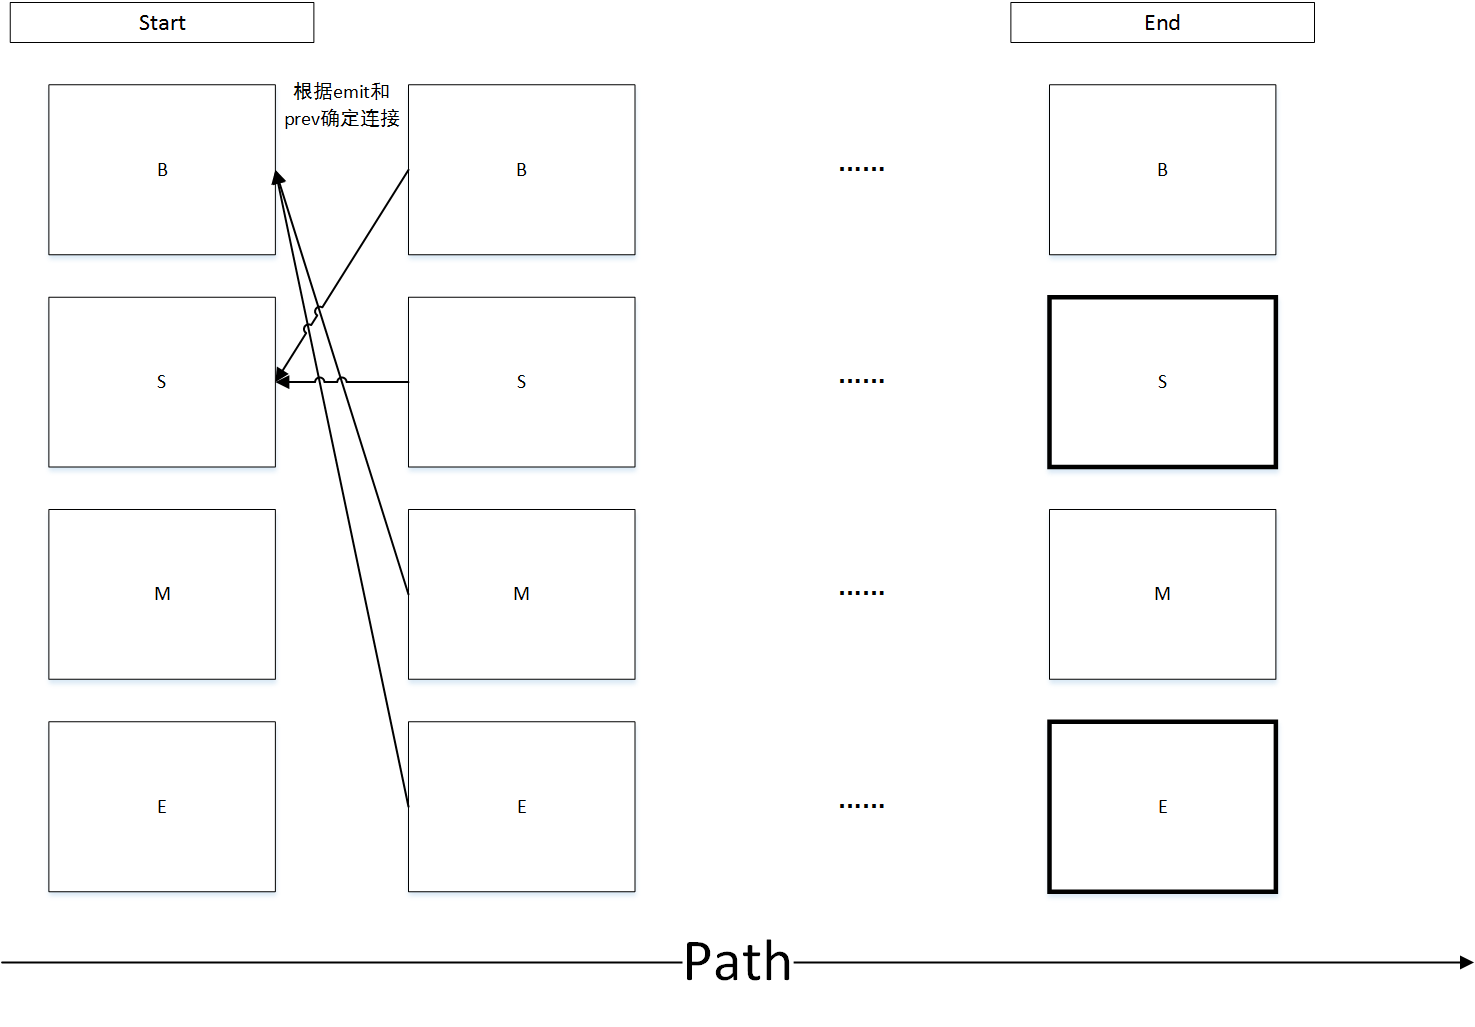 Start
End
根据emit和
prev确定连接
B
B
......
B
S
S
......
S
M
M
......
M
E
E
......
E
Path